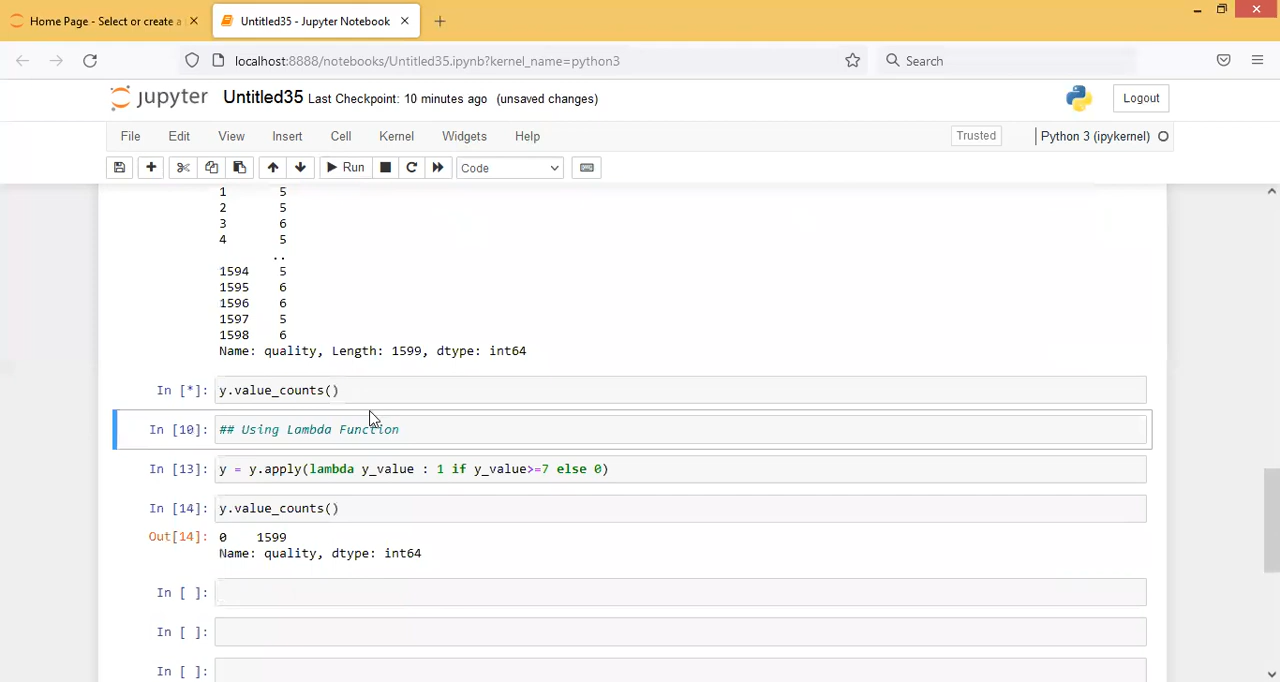 Home Page - Select or create a
Untitled35 - Jupyter Notebook
localhost:8888/notebooks/Untitled35.ipynb?kernel_name=python3
Search
jupyter Untitled35 Last Checkpoint: 10 minutes ago (unsaved changes)
Logout
File Edit View Insert Cell Kernel Widgets Help
Trusted
Python 3 (ipykernel)
Run
Code
1 5
2 5
3 6
4 5
..
1594 5
1595 6
1596 6
1597 5
1598 6
Name: quality, Length: 1599, dtype: int64
In [*]: y.value_counts()
In [10]: ## Using Lambda Function
In [13]: y = y.apply(lambda y_value : 1 if y_value>=7 else 0)
In [14]: y.value_counts()
Out[14]: 0 1599
Name: quality, dtype: int64
In [ ]:
In [ ]:
In [ ]: